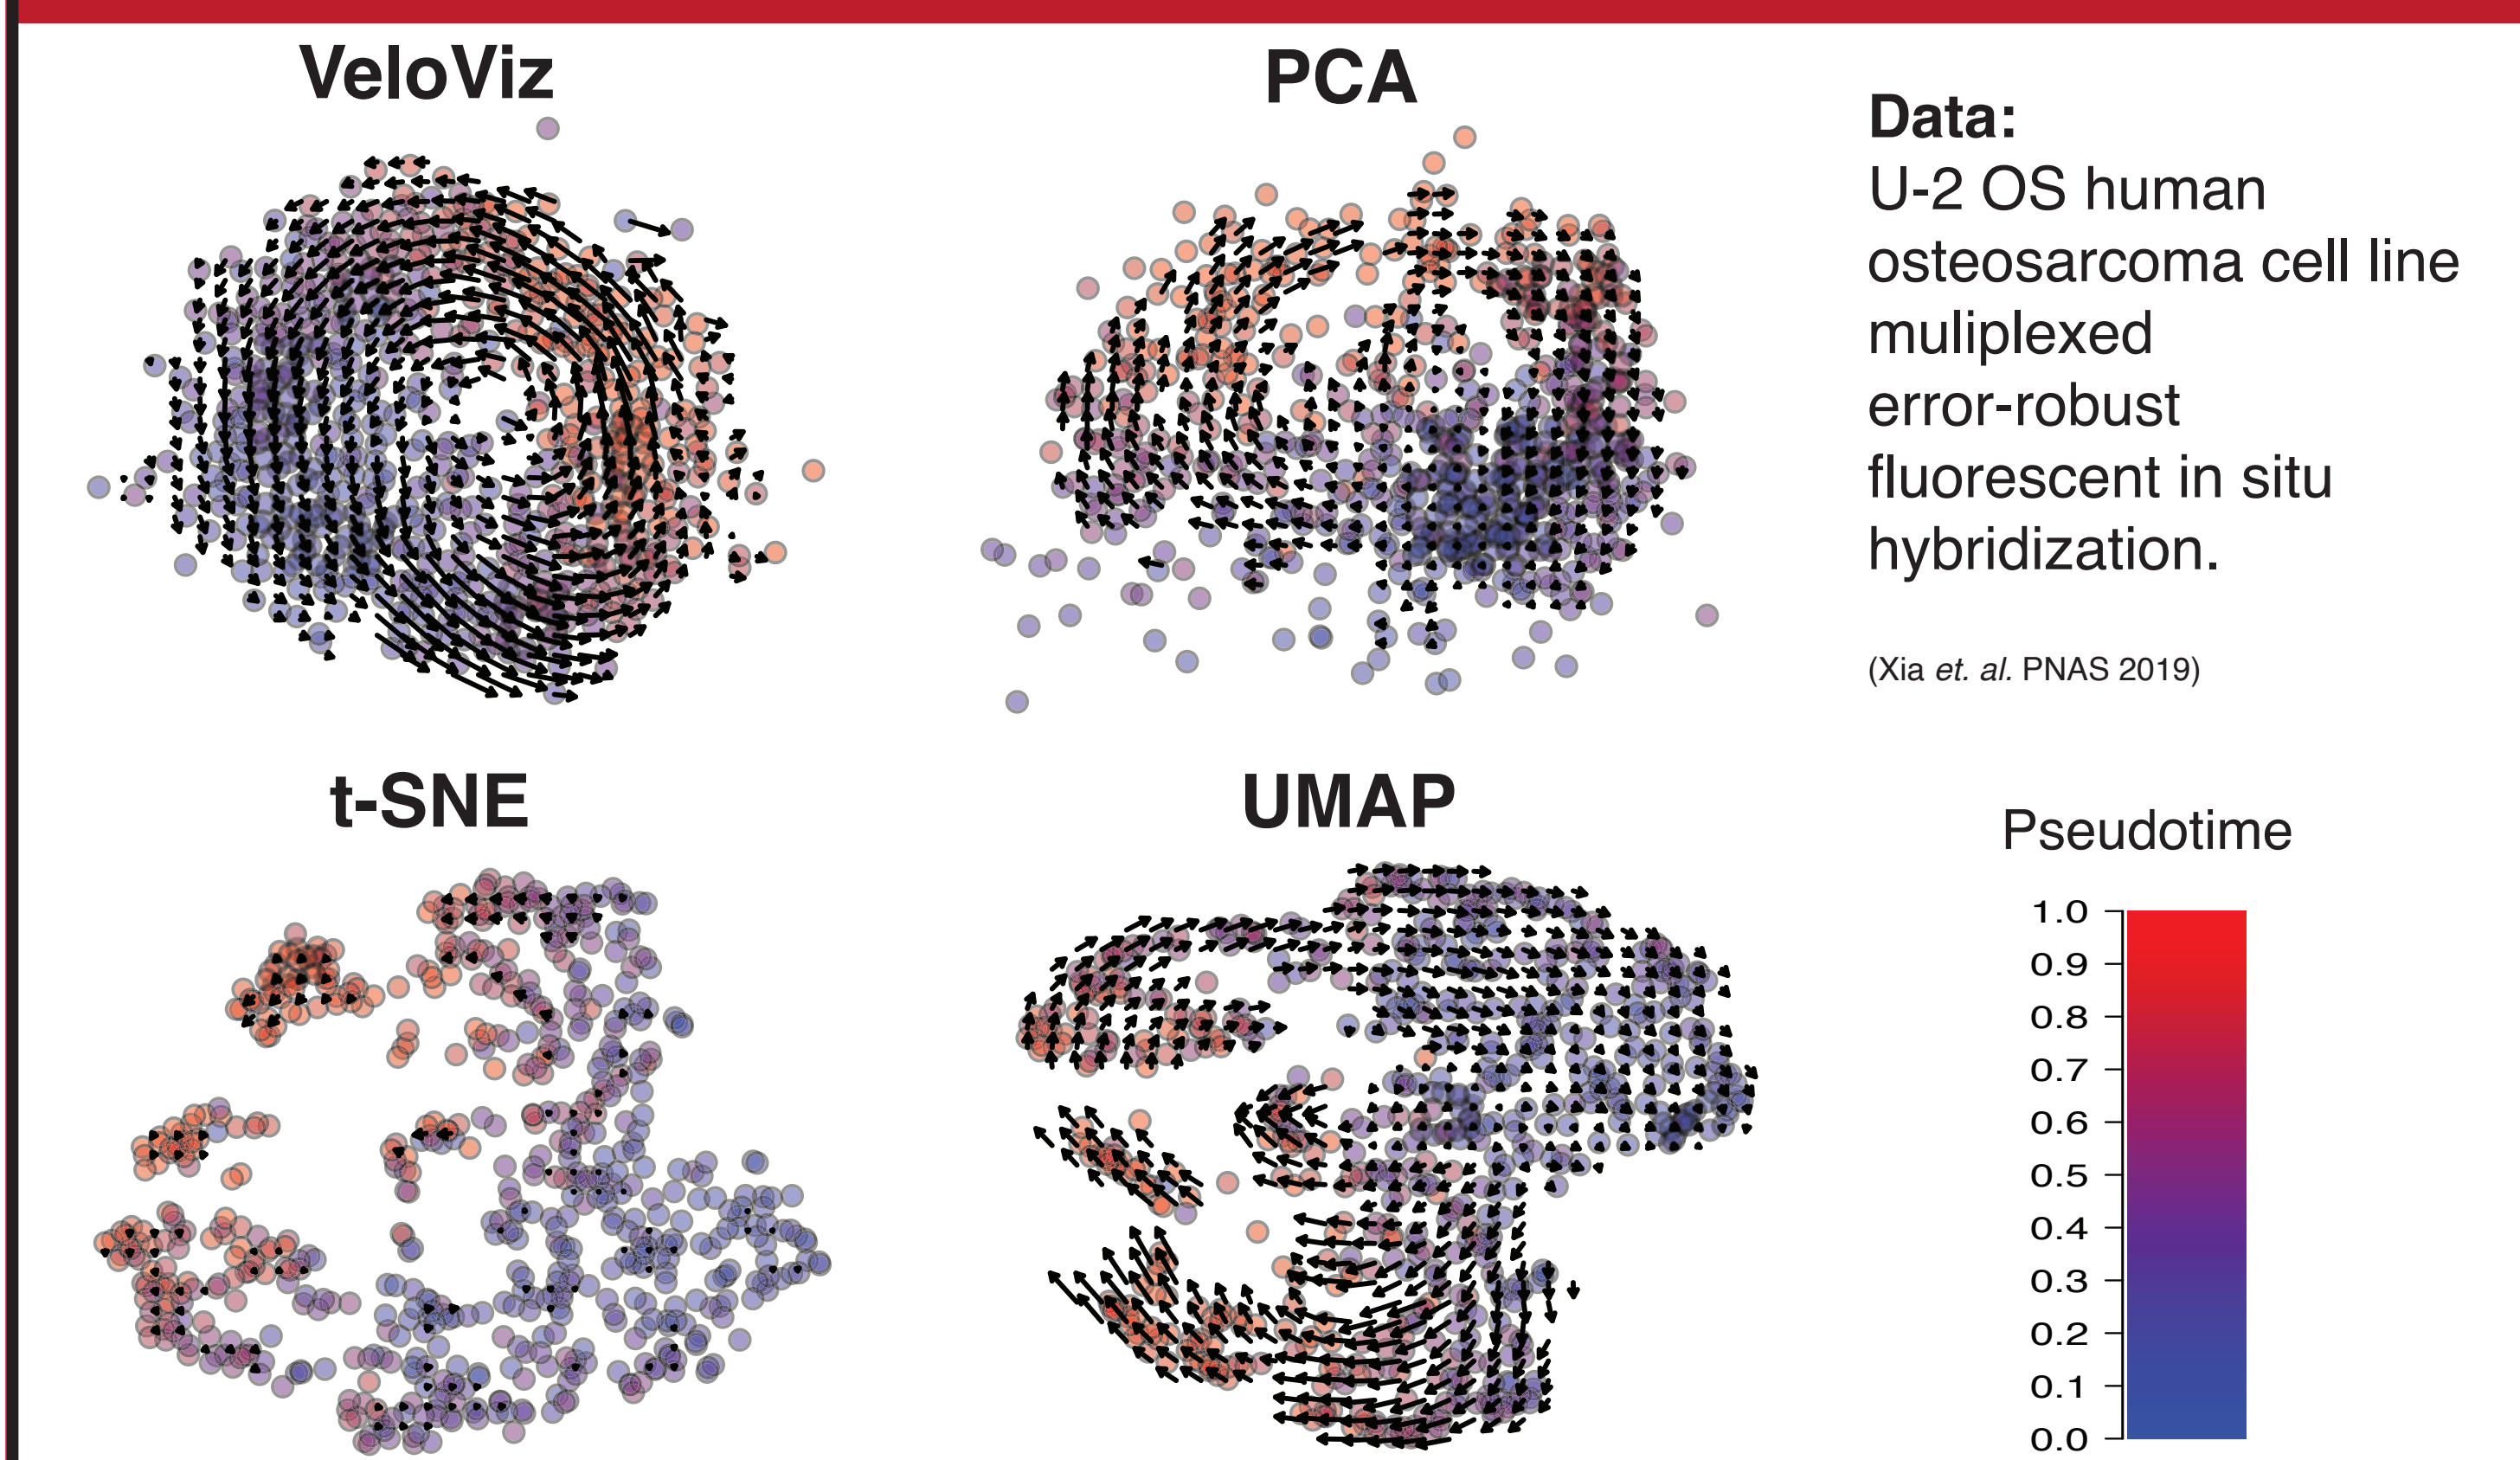 VeloViz
PCA
Data:
U-2 OS human
osteosarcoma cell line
muliplexed
error-robust
fluorescent in situ
hybridization.
(Xia et. al. PNAS 2019)
t-SNE
UMAP
Pseudotime
1.0
0.9
0.8
0.7
0.6
0.5
0.4
0.3
0.2
0.1
0.0